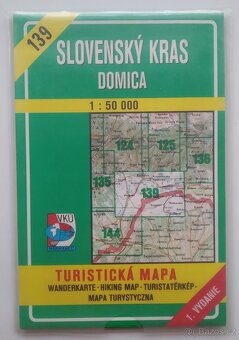 139
SLOVENSKÝ KRAS
DOMICA
1 : 50 000
124
125
136
135
139
144
VKÚ
TURISTICKÁ MAPA
WANDERKARTE · HIKING MAP · TURISTATÉRKÉP ·
MAPA TURYSTYCZNA
1. VYDANIE